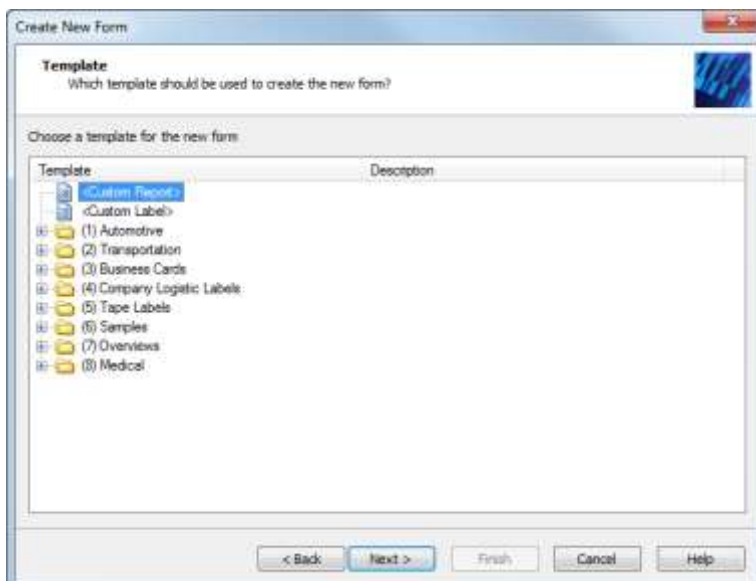 Create New Form
Template
Which template should be used to create the new form?
Choose a template for the new form
Template Description
<Custom Report>
<Custom Label>
(1) Automotive
(2) Transportation
(3) Business Cards
(4) Company Logistic Labels
(5) Tape Labels
(6) Samples
(7) Overviews
(8) Medical
< Back Next > Finish Cancel Help